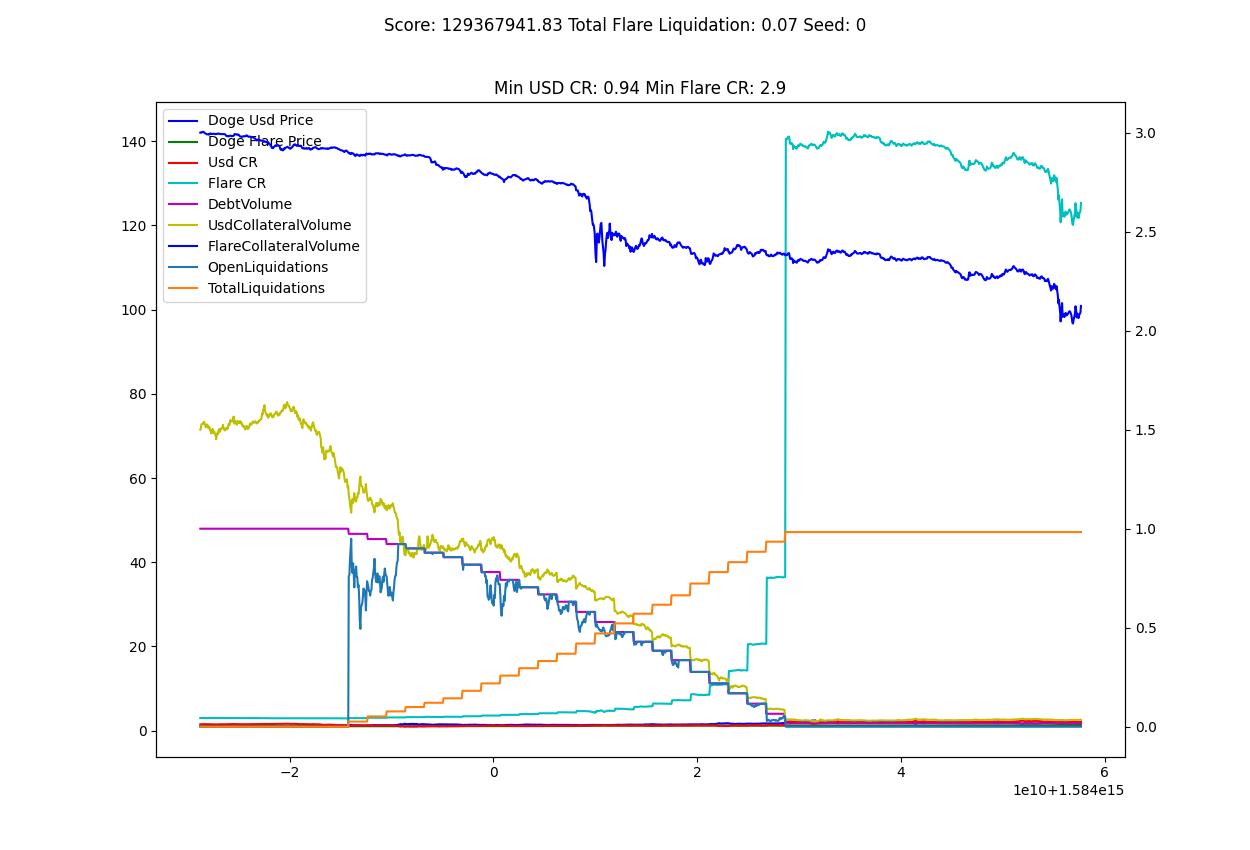 Score: 129367941.83 Total Flare Liquidation: 0.07 Seed: 0
Min USD CR: 0.94 Min Flare CR: 2.9
Doge Usd Price
Doge Flare Price
Usd CR
Flare CR
DebtVolume
UsdCollateralVolume
FlareCollateralVolume
OpenLiquidations
TotalLiquidations
140
120
100
80
60
40
20
0
3.0
2.5
2.0
1.5
1.0
0.5
0.0
−2 0 2 4 6
1e10+1.584e15